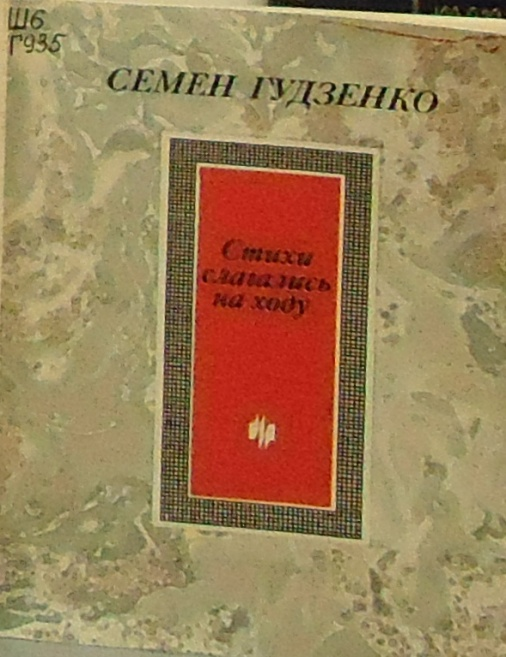 Ш6
Г935
СЕМЕН ГУДЗЕНКО
Стихи
слагались
на ходу